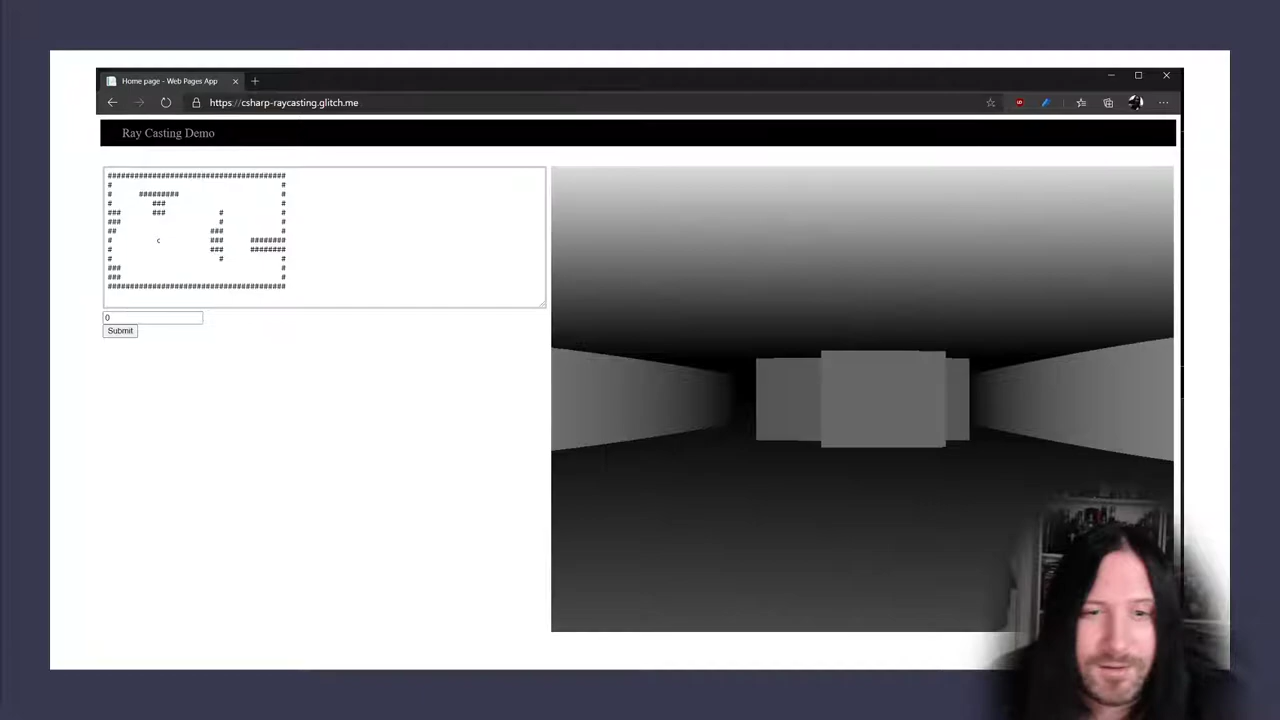 Home page - Web Pages App
https://csharp-raycasting.glitch.me
Ray Casting Demo
########################################
#                                      #
#      #########                       #
#         ###                          #
###       ###            #             #
###                      #             #
##                     ###             #
#          c           ###      ########
#                      ###      ########
#                        #             #
###                                    #
###                                    #
########################################
0
Submit